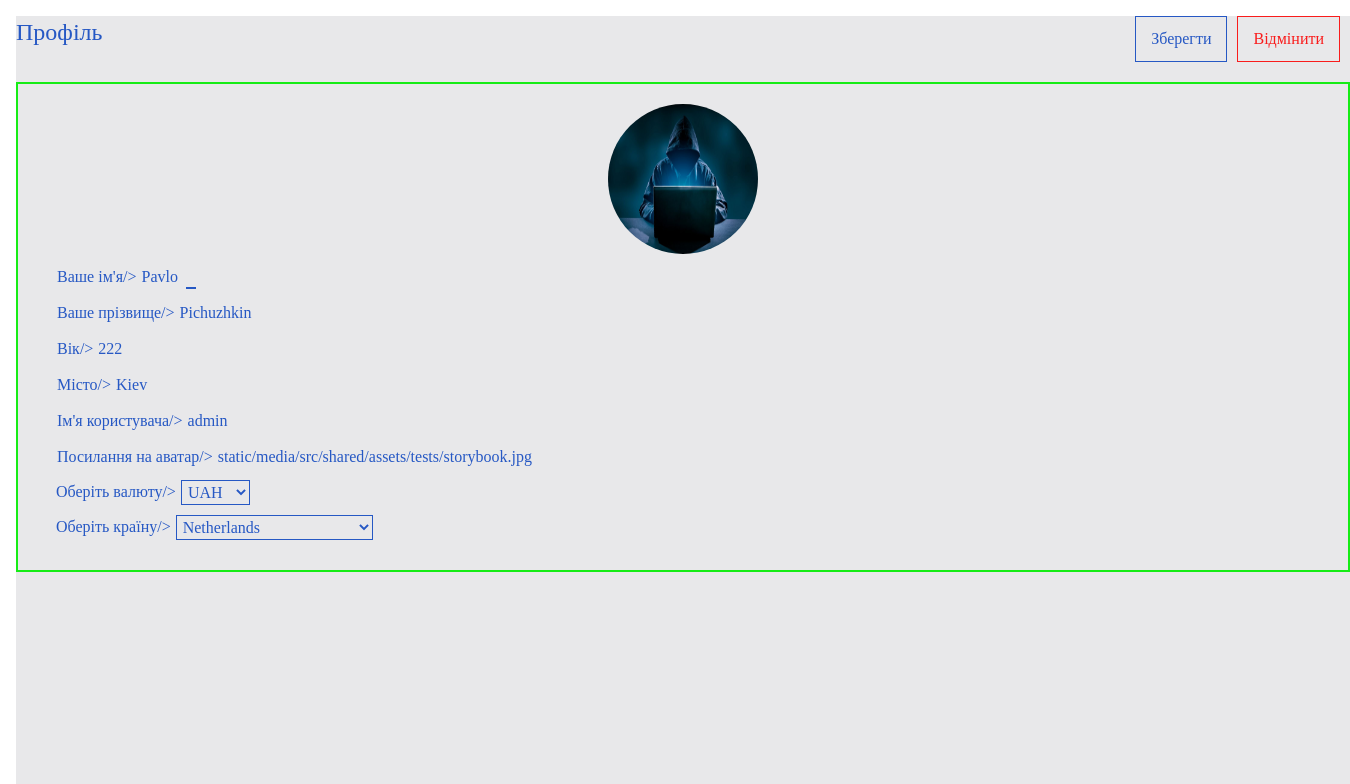 Профіль
Зберегти
Відмінити
Ваше ім'я/> Pavlo
Ваше прізвище/> Pichuzhkin
Вік/> 222
Місто/> Kiev
Ім'я користувача/> admin
Посилання на аватар/> static/media/src/shared/assets/tests/storybook.jpg
Оберіть валюту/> UAH
Оберіть країну/> Netherlands